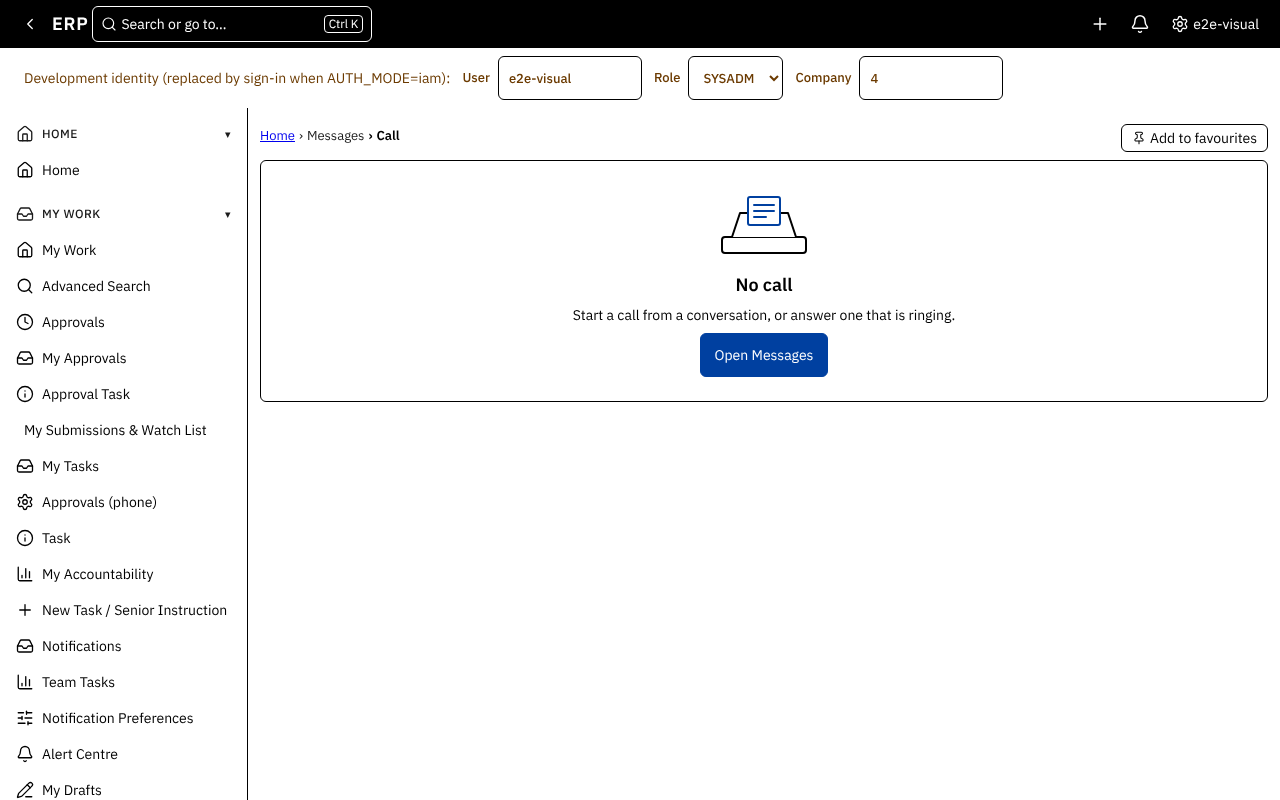 ERP
Search or go to...
Ctrl K
e2e-visual
Development identity (replaced by sign-in when AUTH_MODE=iam):
User
e2e-visual
Role
SYSADM
Company
4
HOME
Home
MY WORK
My Work
Advanced Search
Approvals
My Approvals
Approval Task
My Submissions & Watch List
My Tasks
Approvals (phone)
Task
My Accountability
New Task / Senior Instruction
Notifications
Team Tasks
Notification Preferences
Alert Centre
My Drafts
Home › Messages › Call
Add to favourites
No call
Start a call from a conversation, or answer one that is ringing.
Open Messages